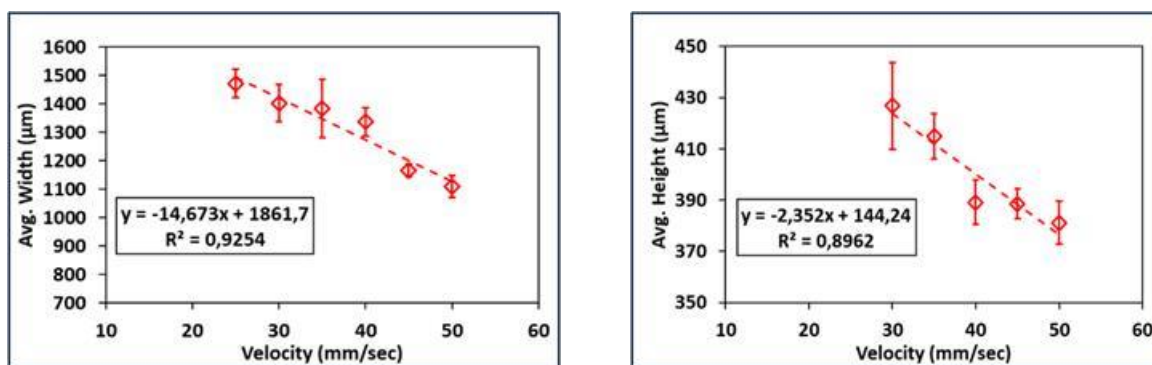 1600
1500
1400
1300
1200
1100
1000
900
800
700
10 20 30 40 50 60
Avg. Width (µm)
Velocity (mm/sec)
y = -14,673x + 1861,7
R² = 0,9254
450
430
410
390
370
350
10 20 30 40 50 60
Avg. Height (µm)
Velocity (mm/sec)
y = -2,352x + 144,24
R² = 0,8962